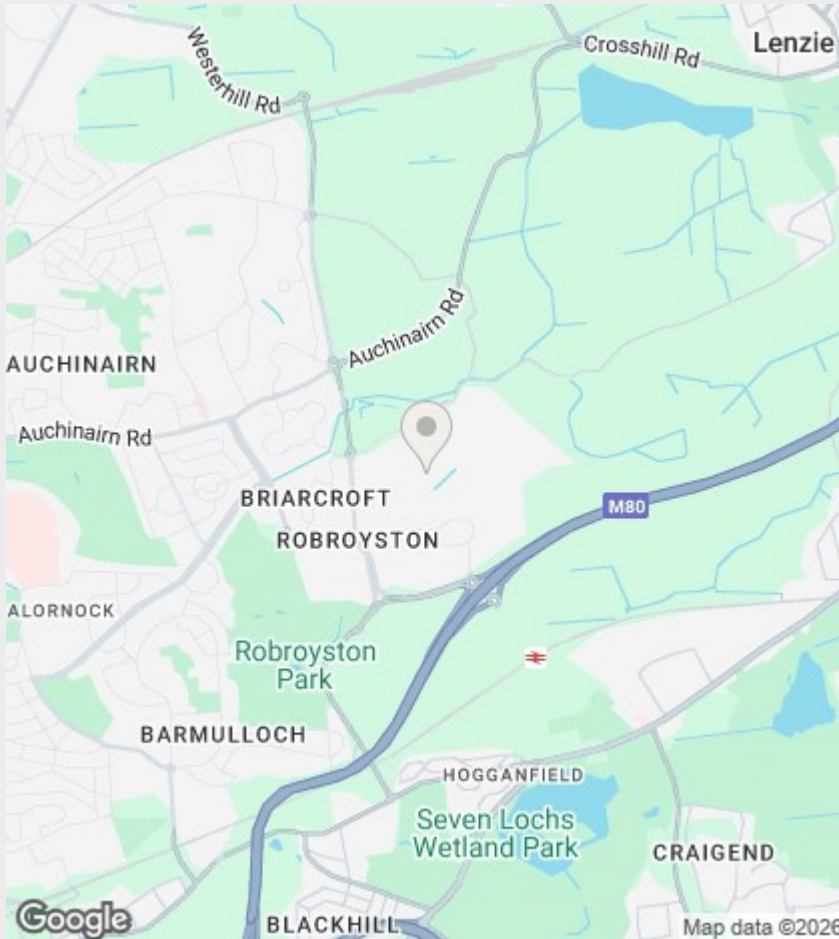 Westerhill Rd
Crosshill Rd
Lenzie
Auchinairn Rd
AUCHINAIRN
Auchinairn Rd
BRIARCROFT
M80
ROBROYSTON
ALORNOCK
Robroyston
Park
BARMULLOCH
HOGGANFIELD
Seven Lochs
Wetland Park
CRAIGEND
BLACKHILL
Google
Map data ©2026